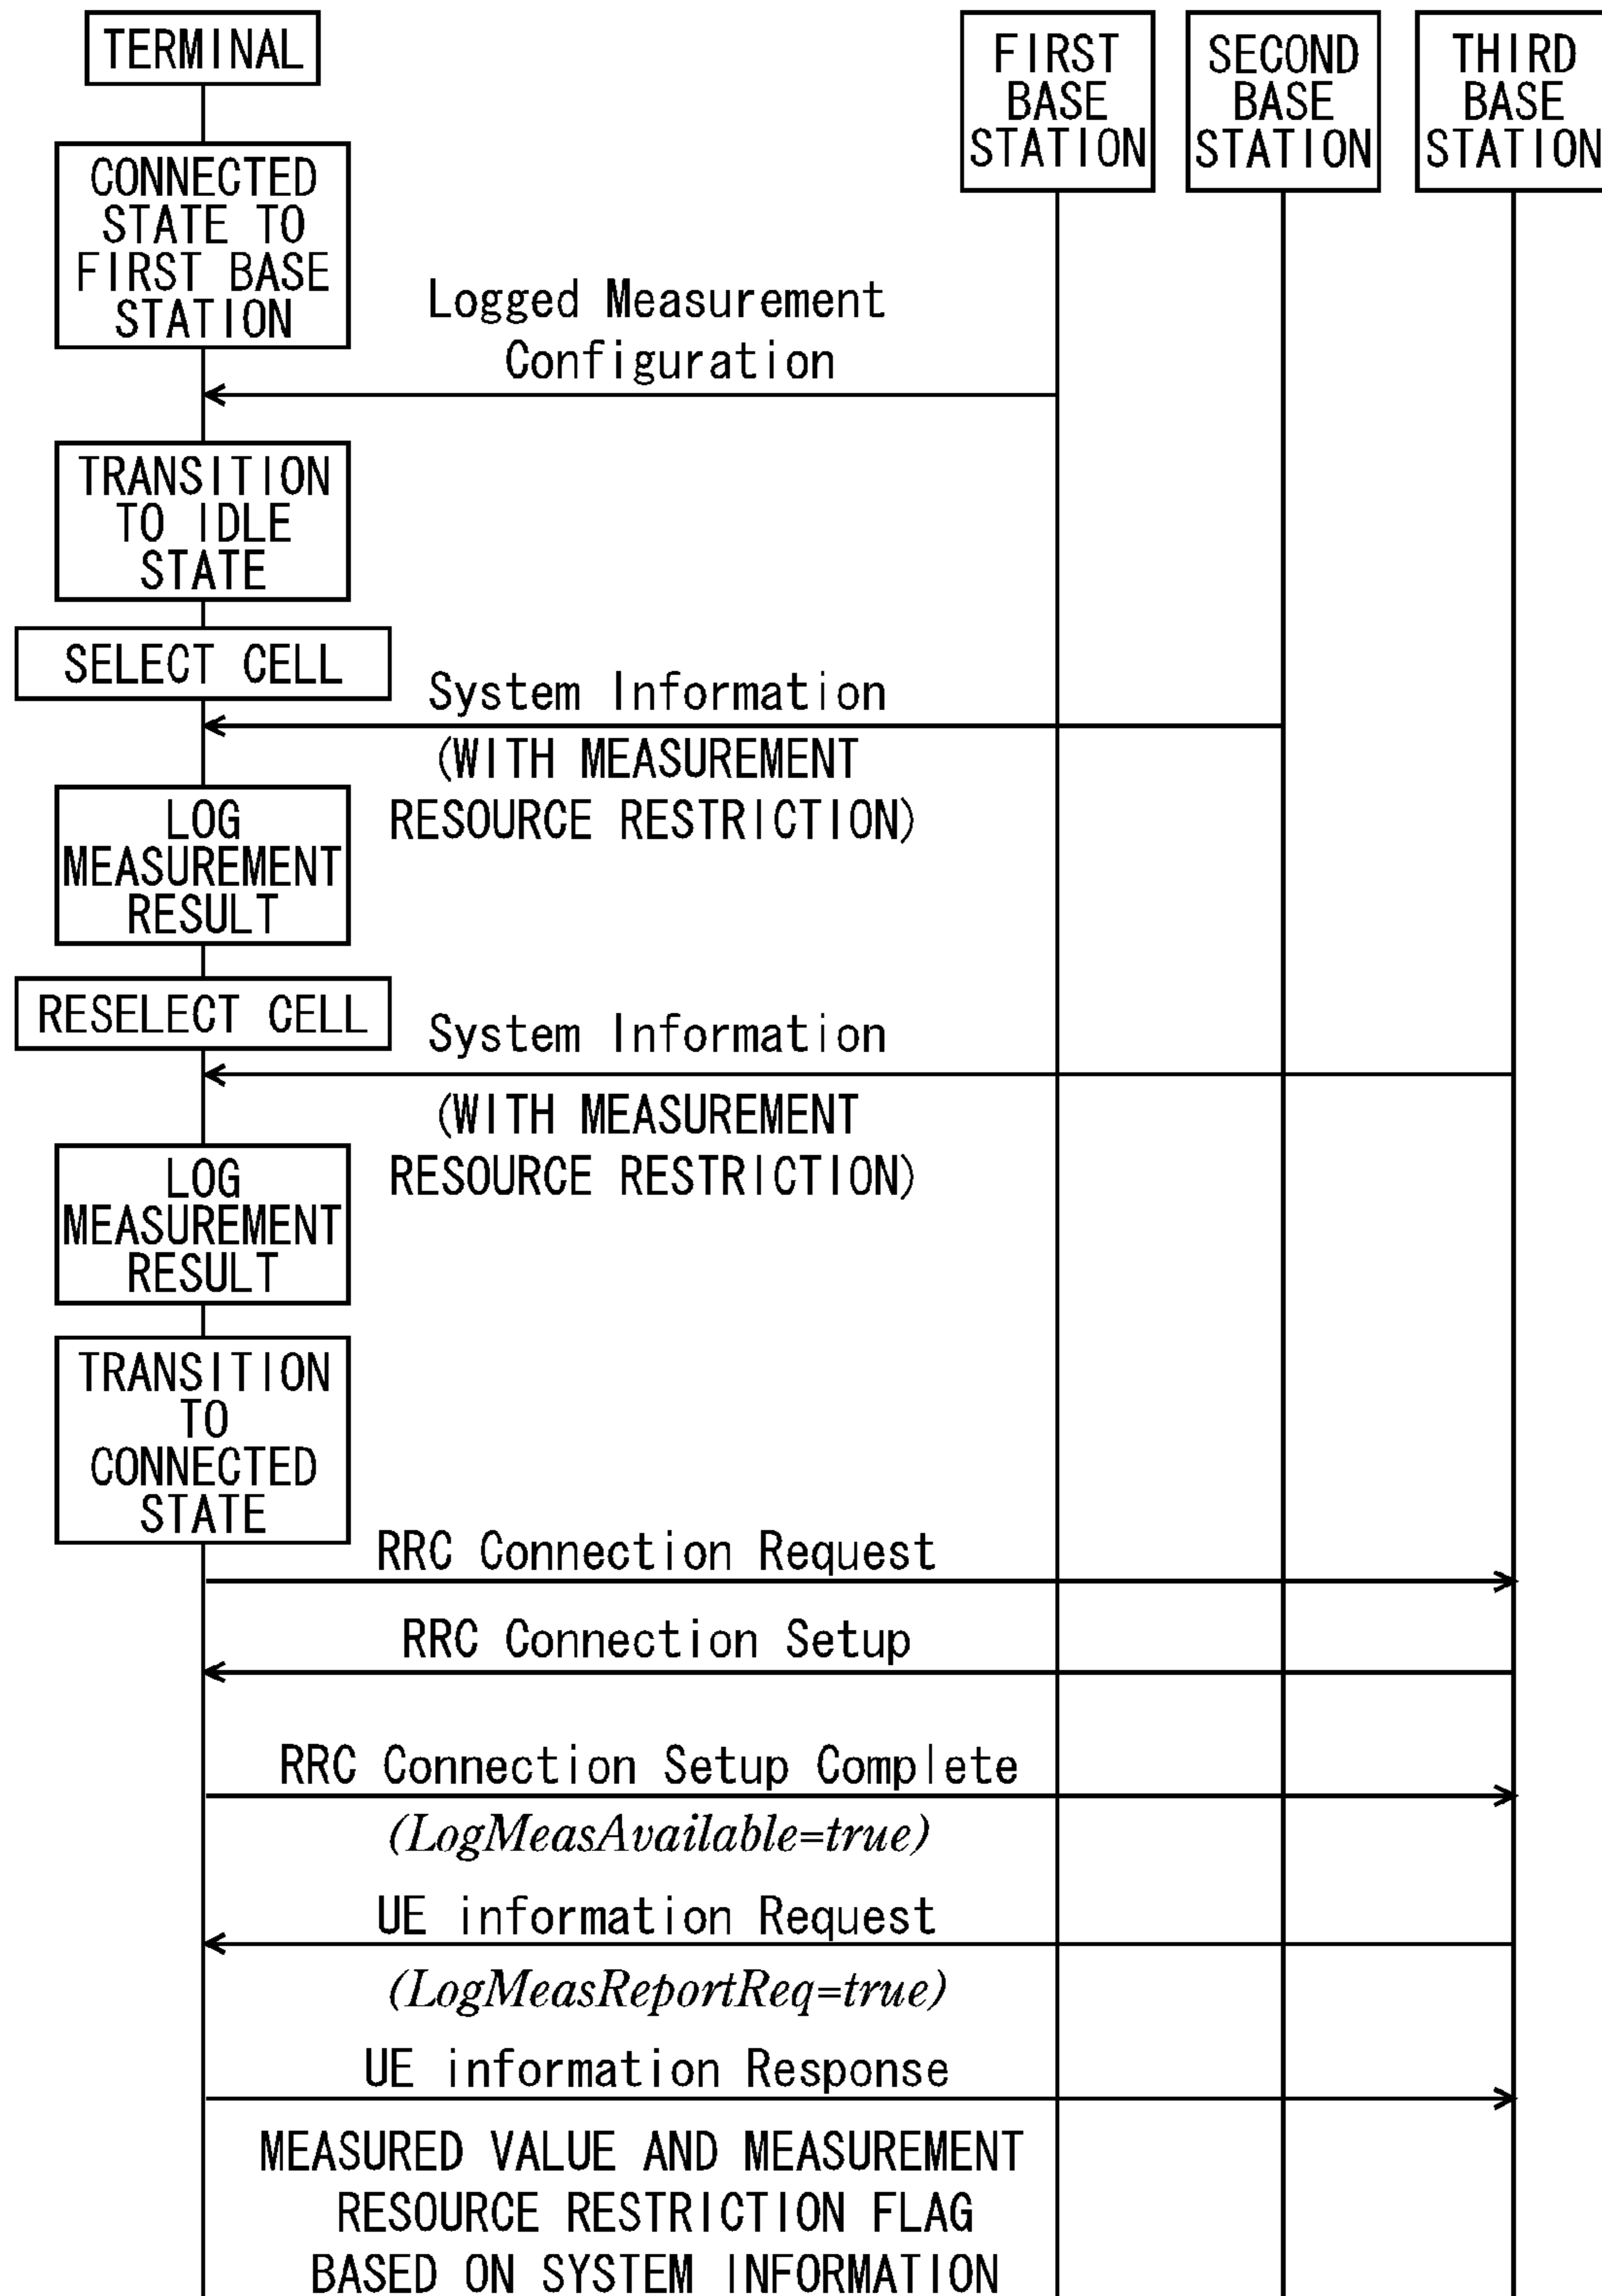 TERMINAL
FIRST
BASE
STATION
SECOND
BASE
STATION
THIRD
BASE
STATION
CONNECTED
STATE TO
FIRST BASE
STATION
Logged Measurement
Configuration
TRANSITION
TO IDLE
STATE
SELECT CELL
System Information
(WITH MEASUREMENT
RESOURCE RESTRICTION)
LOG
MEASUREMENT
RESULT
RESELECT CELL
System Information
(WITH MEASUREMENT
RESOURCE RESTRICTION)
LOG
MEASUREMENT
RESULT
TRANSITION
TO
CONNECTED
STATE
RRC Connection Request
RRC Connection Setup
RRC Connection Setup Complete
(LogMeasAvailable=true)
UE information Request
(LogMeasReportReq=true)
UE information Response
MEASURED VALUE AND MEASUREMENT
RESOURCE RESTRICTION FLAG
BASED ON SYSTEM INFORMATION